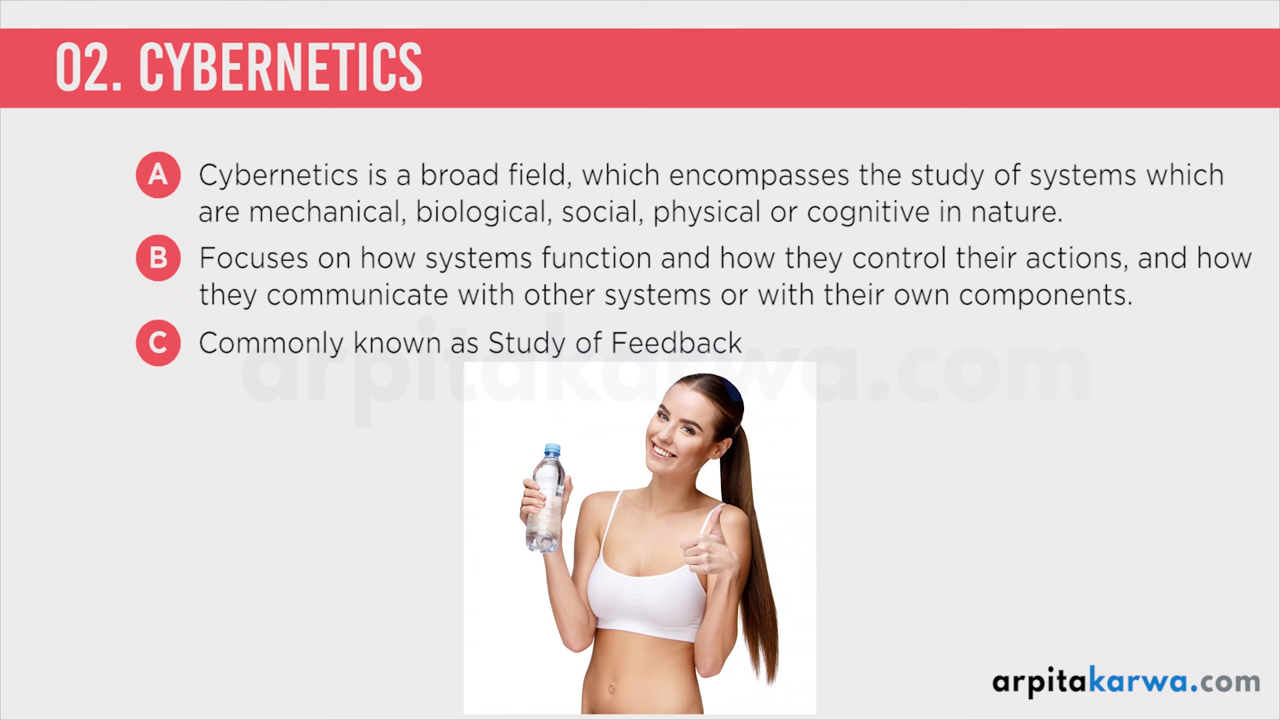 02. CYBERNETICS
A Cybernetics is a broad field, which encompasses the study of systems which
are mechanical, biological, social, physical or cognitive in nature.
B Focuses on how systems function and how they control their actions, and how
they communicate with other systems or with their own components.
C Commonly known as Study of Feedback
arpitakarwa.com
arpitakarwa.com